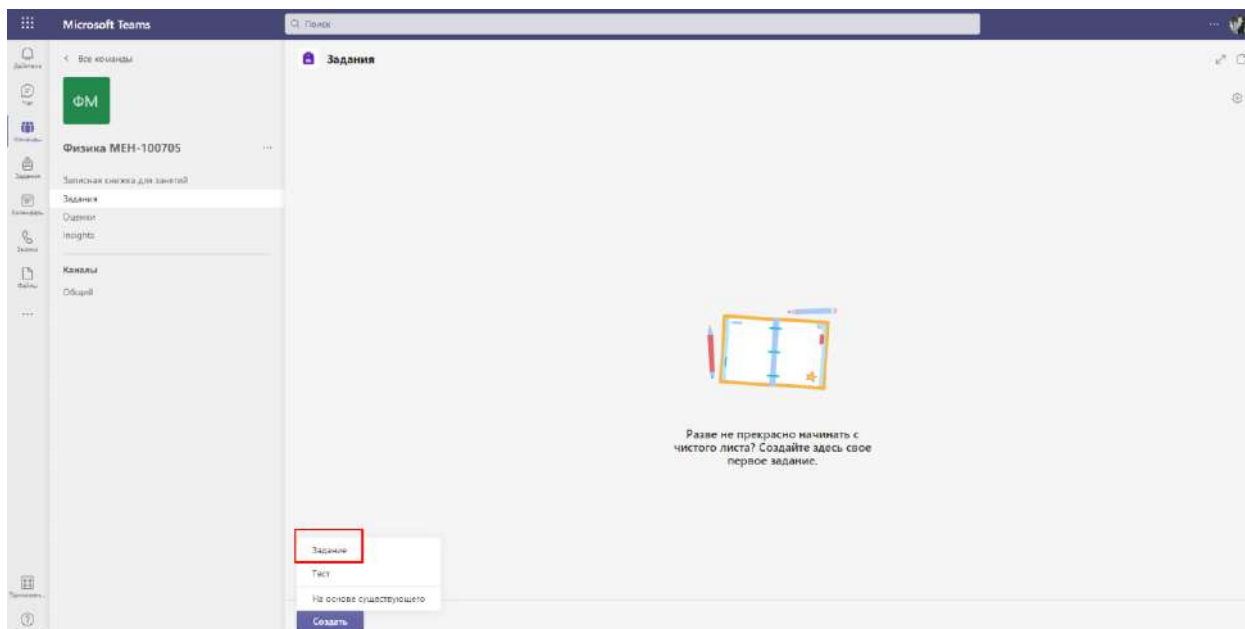 Microsoft Teams
Поиск
Все команды
Задания
ФМ
Физика МЕН-100705
Записная книжка для занятий
Задания
Оценки
Insights
Каналы
Общий
Файлы
Разве не прекрасно начинать с
чистого листа? Создайте здесь свое
первое задание.
Задание
Тест
На основе существующего
Создать